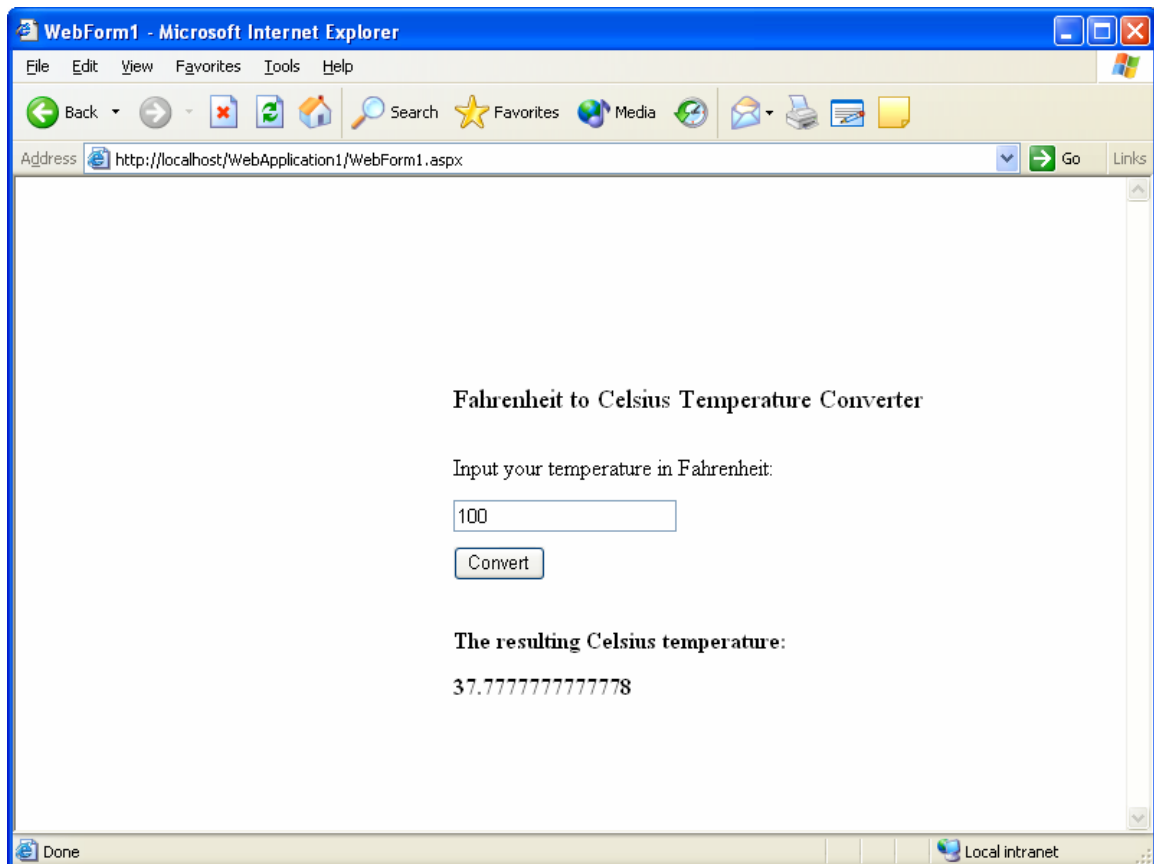 WebForm1 - Microsoft Internet Explorer
File Edit View Favorites Tools Help
Back Search Favorites Media
Address http://localhost/WebApplication1/WebForm1.aspx Go Links
Fahrenheit to Celsius Temperature Converter
Input your temperature in Fahrenheit:
100
Convert
The resulting Celsius temperature:
37.7777777777778
Done Local intranet